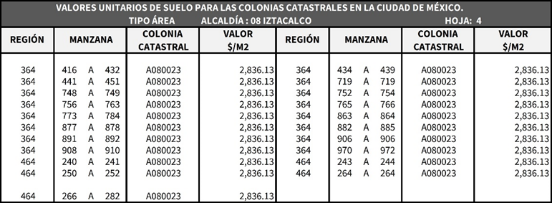 VALORES UNITARIOS DE SUELO PARA LAS COLONIAS CATASTRALES EN LA CIUDAD DE MÉXICO.
TIPO ÁREA ALCALDÍA : 08 IZTACALCO HOJA: 4
REGIÓN MANZANA COLONIA CATASTRAL VALOR $/M2 REGIÓN MANZANA COLONIA CATASTRAL VALOR $/M2
364 416 A 432 A080023 2,836.13 364 434 A 439 A080023 2,836.13
364 441 A 451 A080023 2,836.13 364 719 A 719 A080023 2,836.13
364 748 A 749 A080023 2,836.13 364 752 A 754 A080023 2,836.13
364 756 A 763 A080023 2,836.13 364 765 A 766 A080023 2,836.13
364 773 A 784 A080023 2,836.13 364 863 A 864 A080023 2,836.13
364 877 A 878 A080023 2,836.13 364 882 A 885 A080023 2,836.13
364 891 A 892 A080023 2,836.13 364 906 A 906 A080023 2,836.13
364 908 A 910 A080023 2,836.13 364 970 A 972 A080023 2,836.13
464 240 A 241 A080023 2,836.13 464 243 A 244 A080023 2,836.13
464 250 A 252 A080023 2,836.13 464 264 A 264 A080023 2,836.13
464 266 A 282 A080023 2,836.13